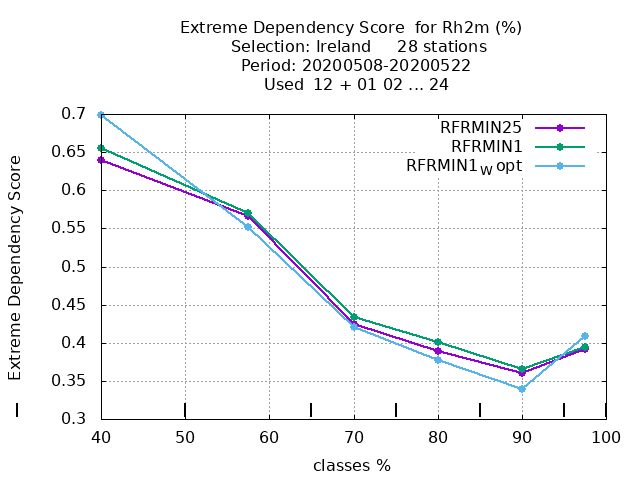 Extreme Dependency Score  for Rh2m (%)
Selection: Ireland     28 stations
Period: 20200508-20200522
Used  12 + 01 02 ... 24
RFRMIN25
RFRMIN1
RFRMIN1W opt
Extreme Dependency Score
0.7
0.65
0.6
0.55
0.5
0.45
0.4
0.35
0.3
40 50 60 70 80 90 100
classes %